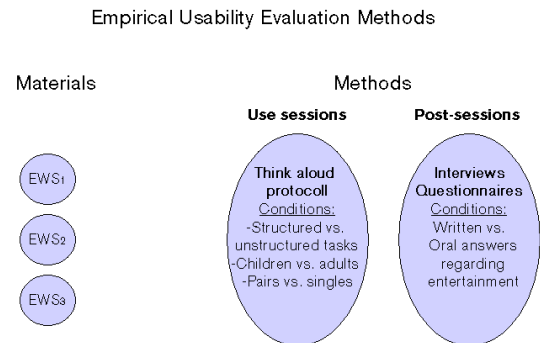 Empirical Usability Evaluation Methods
Materials
Methods
Use sessions
Post-sessions
EWS1
EWS2
EWS3
Think aloud
protocoll
Conditions:
-Structured vs.
unstructured tasks
-Children vs. adults
-Pairs vs. singles
Interviews
Questionnaires
Conditions:
Written vs.
Oral answers
regarding
entertainment